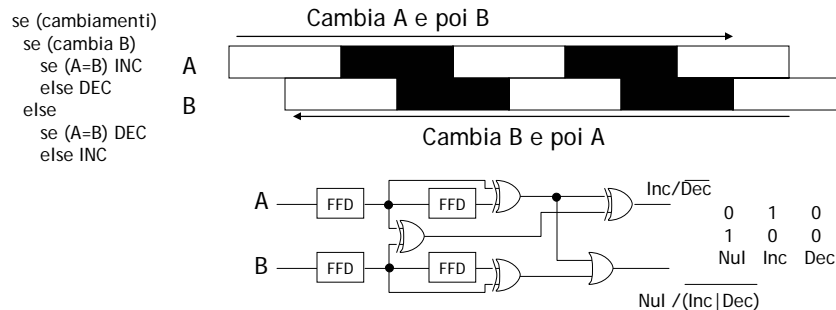 se (cambiamenti)
se (cambia B)
se (A=B) INC
else DEC
else
se (A=B) DEC
else INC
Cambia A e poi B
A
B
Cambia B e poi A
A
FFD
FFD
Inc/Dec
B
FFD
FFD
Nul /(Inc|Dec)
0 1 0
1 0 0
Nul Inc Dec